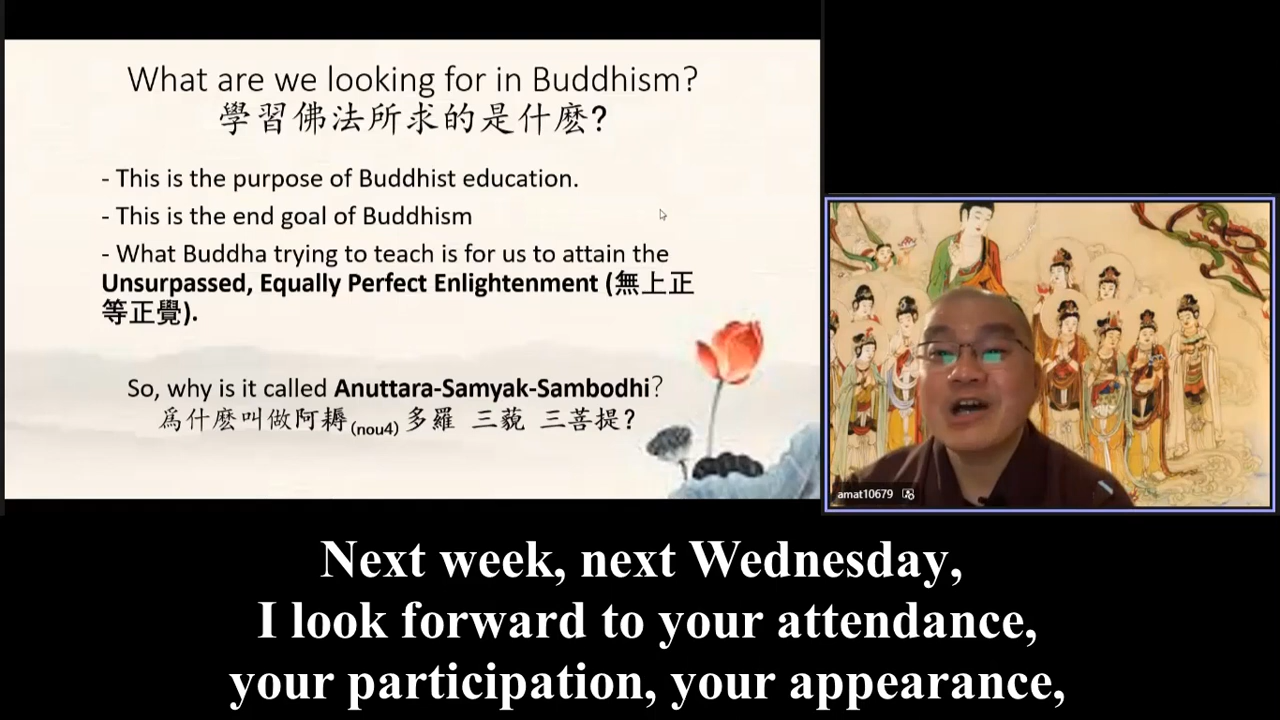 What are we looking for in Buddhism?
學習佛法所求的是什麼?
- This is the purpose of Buddhist education.
- This is the end goal of Buddhism
- What Buddha trying to teach is for us to attain the
Unsurpassed, Equally Perfect Enlightenment (無上正
等正覺).
So, why is it called Anuttara-Samyak-Sambodhi?
爲什麼叫做阿耨(nou4) 多羅 三藐 三菩提?
amat10679
Next week, next Wednesday,
I look forward to your attendance,
your participation, your appearance,